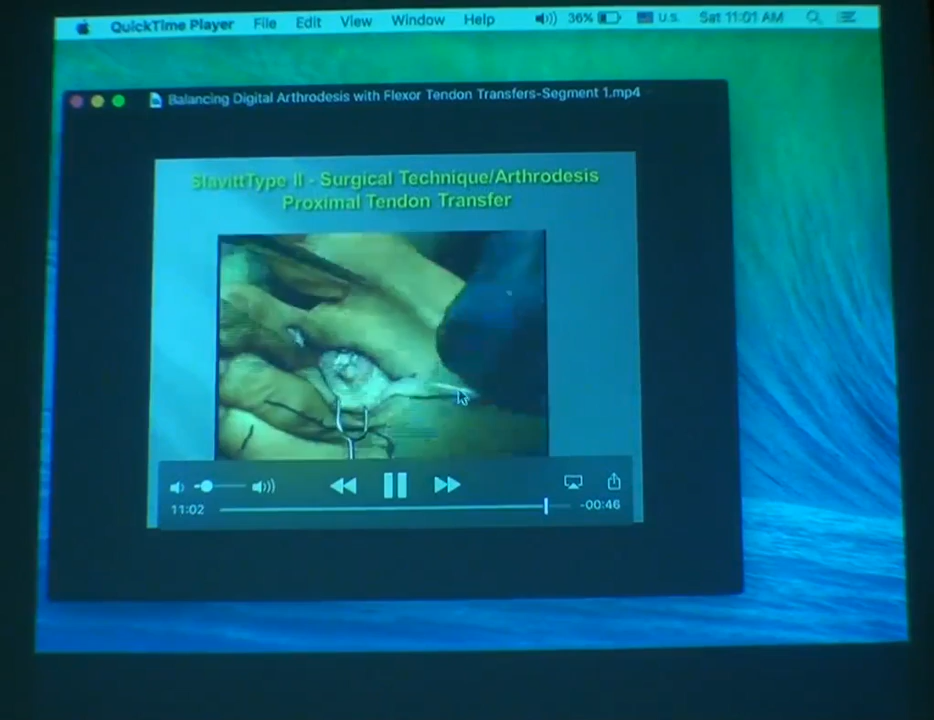 QuickTime Player File Edit View Window Help 36% U.S. Sat 11:01 AM
Balancing Digital Arthrodesis with Flexor Tendon Transfers-Segment 1.mp4
SlavittType II - Surgical Technique/Arthrodesis
Proximal Tendon Transfer
11:02 -00:46